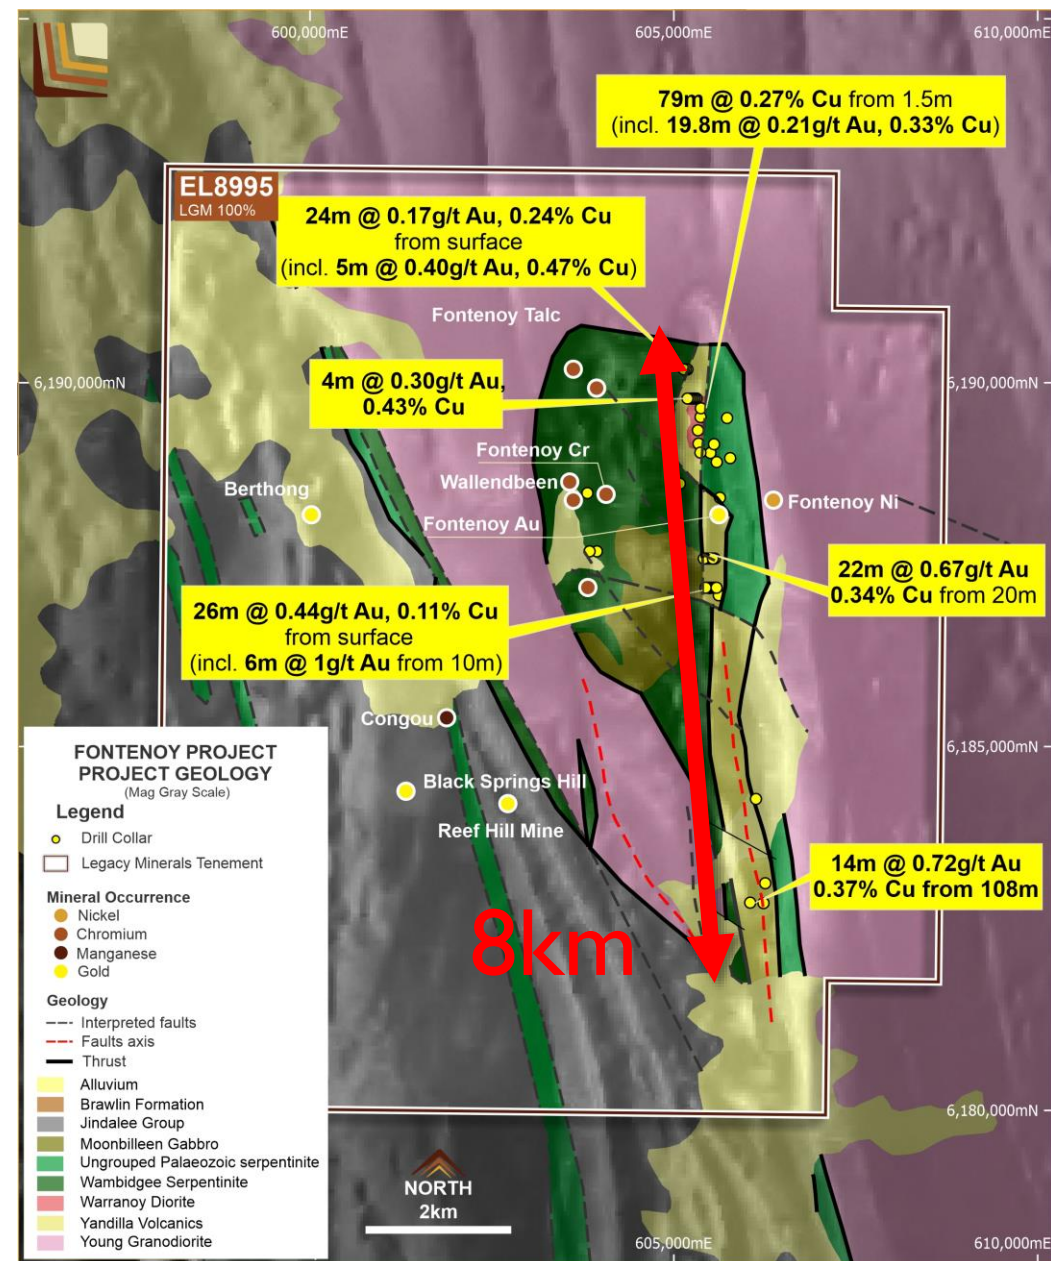 600,000mE
605,000mE
610,000mE
79m @ 0.27% Cu from 1.5m
(incl. 19.8m @ 0.21g/t Au, 0.33% Cu)
EL8995
LGM 100%
24m @ 0.17g/t Au, 0.24% Cu
from surface
(incl. 5m @ 0.40g/t Au, 0.47% Cu)
Fontenoy Talc
6,190,000mN
6,190,000mN
4m @ 0.30g/t Au,
0.43% Cu
Fontenoy Cr
Wallendbeen
Berthong
Fontenoy Ni
Fontenoy Au
22m @ 0.67g/t Au
0.34% Cu from 20m
26m @ 0.44g/t Au, 0.11% Cu
from surface
(incl. 6m @ 1g/t Au from 10m)
Congou
6,185,000mN
Black Springs Hill
Reef Hill Mine
14m @ 0.72g/t Au
0.37% Cu from 108m
8km
FONTENOY PROJECT
PROJECT GEOLOGY
(Mag Gray Scale)
Legend
Drill Collar
Legacy Minerals Tenement
Mineral Occurrence
Nickel
Chromium
Manganese
Gold
Geology
Interpreted faults
Faults axis
Thrust
Alluvium
Brawlin Formation
Jindalee Group
Moonbilleen Gabbro
Ungrouped Palaeozoic serpentinite
Wambidgee Serpentinite
Warranoy Diorite
Yandilla Volcanics
Young Granodiorite
6,180,000mN
NORTH
2km
605,000mE
610,000mE